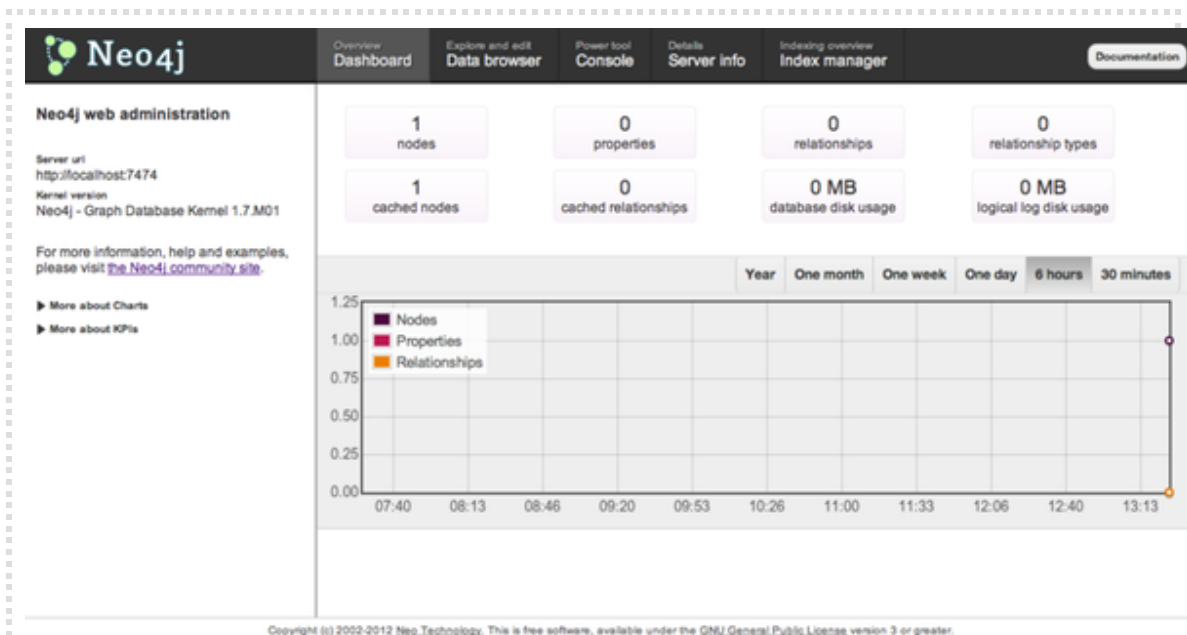 Neo4j
Overview
Dashboard
Explore and edit
Data browser
Power tool
Console
Details
Server info
Indexing overview
Index manager
Documentation
Neo4j web administration
Server url
http://localhost:7474
Kernel version
Neo4j - Graph Database Kernel 1.7.M01
For more information, help and examples,
please visit the Neo4j community site.
More about Charts
More about KPIs
1
nodes
0
properties
0
relationships
0
relationship types
1
cached nodes
0
cached relationships
0 MB
database disk usage
0 MB
logical log disk usage
Year One month One week One day 6 hours 30 minutes
1.25
1.00
0.75
0.50
0.25
0.00
Nodes
Properties
Relationships
07:40 08:13 08:46 09:20 09:53 10:26 11:00 11:33 12:06 12:40 13:13
Copyright (c) 2002-2012 Neo Technology. This is free software, available under the GNU General Public License version 3 or greater.